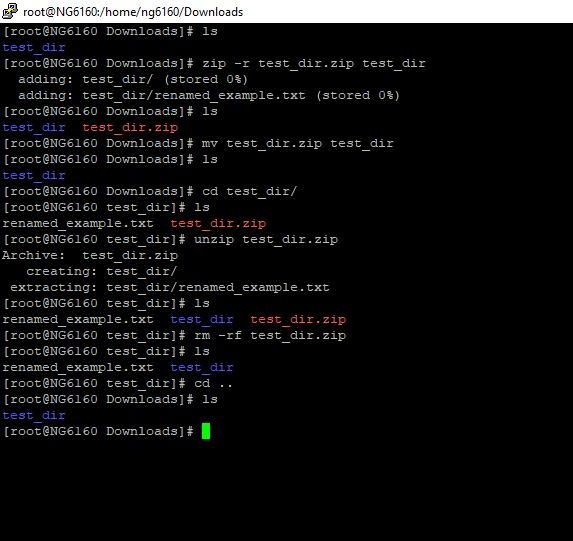 root@NG6160:/home/ng6160/Downloads
[root@NG6160 Downloads]# ls
test_dir
[root@NG6160 Downloads]# zip -r test_dir.zip test_dir
  adding: test_dir/ (stored 0%)
  adding: test_dir/renamed_example.txt (stored 0%)
[root@NG6160 Downloads]# ls
test_dir  test_dir.zip
[root@NG6160 Downloads]# mv test_dir.zip test_dir
[root@NG6160 Downloads]# ls
test_dir
[root@NG6160 Downloads]# cd test_dir/
[root@NG6160 test_dir]# ls
renamed_example.txt  test_dir.zip
[root@NG6160 test_dir]# unzip test_dir.zip
Archive:  test_dir.zip
   creating: test_dir/
 extracting: test_dir/renamed_example.txt
[root@NG6160 test_dir]# ls
renamed_example.txt  test_dir  test_dir.zip
[root@NG6160 test_dir]# rm -rf test_dir.zip
[root@NG6160 test_dir]# ls
renamed_example.txt  test_dir
[root@NG6160 test_dir]# cd ..
[root@NG6160 Downloads]# ls
test_dir
[root@NG6160 Downloads]#